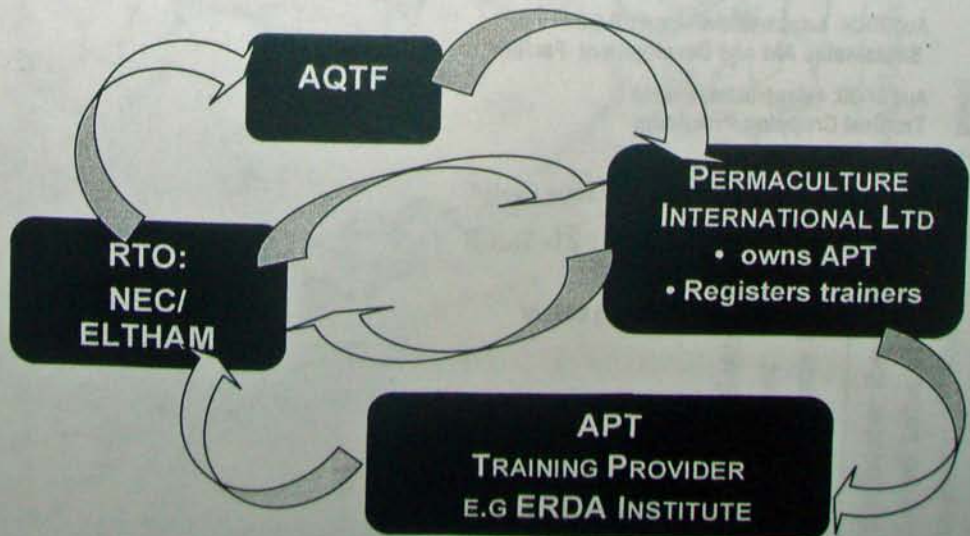 AQTF
PERMACULTURE
INTERNATIONAL LTD
• owns APT
• Registers trainers
RTO:
NEC/
ELTHAM
APT
TRAINING PROVIDER
E.G ERDA INSTITUTE